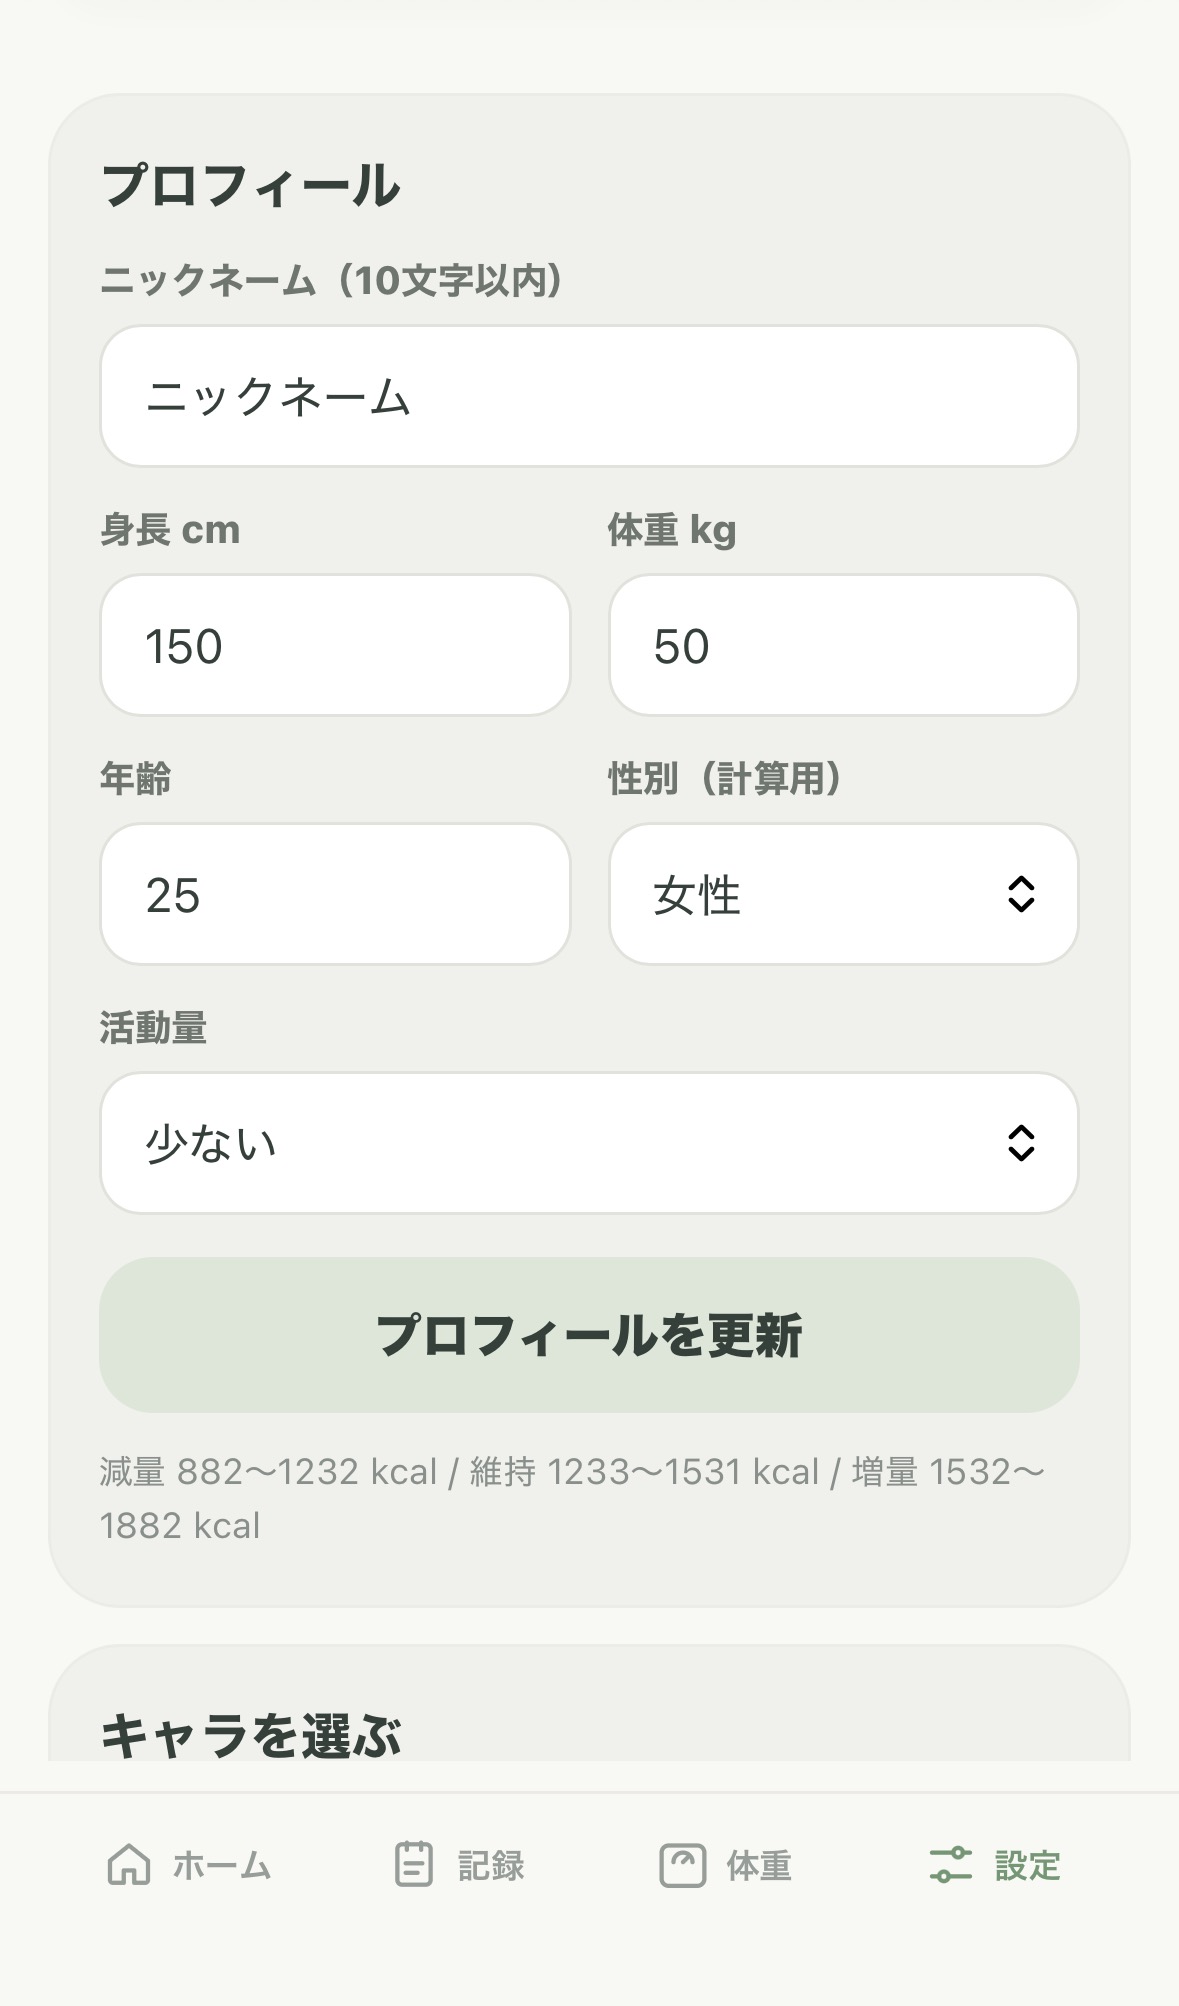 プロフィール
ニックネーム（10文字以内）
ニックネーム
身長 cm
体重 kg
150
50
年齢
性別（計算用）
25
女性
活動量
少ない
プロフィールを更新
減量 882〜1232 kcal / 維持 1233〜1531 kcal / 増量 1532〜
1882 kcal
キャラを選ぶ
ホーム
記録
体重
設定